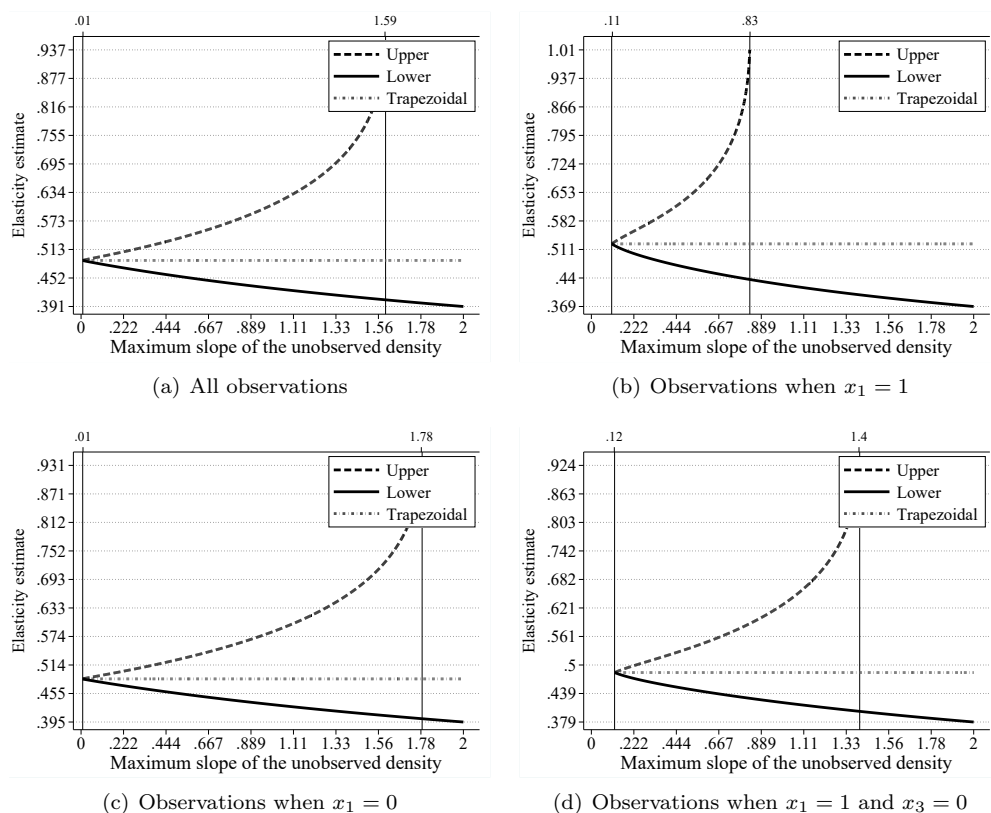 .01 1.59
.937
.877
.816
.755
.695
.634
.573
.513
.452
.391
Elasticity estimate
Upper
Lower
Trapezoidal
0 .222 .444 .667 .889 1.11 1.33 1.56 1.78 2
Maximum slope of the unobserved density
(a) All observations
.11 .83
1.01
.937
.866
.795
.724
.653
.582
.511
.44
.369
Elasticity estimate
Upper
Lower
Trapezoidal
0 .222 .444 .667 .889 1.11 1.33 1.56 1.78 2
Maximum slope of the unobserved density
(b) Observations when x₁ = 1
.01 1.78
.931
.871
.812
.752
.693
.633
.574
.514
.455
.395
Elasticity estimate
Upper
Lower
Trapezoidal
0 .222 .444 .667 .889 1.11 1.33 1.56 1.78 2
Maximum slope of the unobserved density
(c) Observations when x₁ = 0
.12 1.4
.924
.863
.803
.742
.682
.621
.561
.5
.439
.379
Elasticity estimate
Upper
Lower
Trapezoidal
0 .222 .444 .667 .889 1.11 1.33 1.56 1.78 2
Maximum slope of the unobserved density
(d) Observations when x₁ = 1 and x₃ = 0